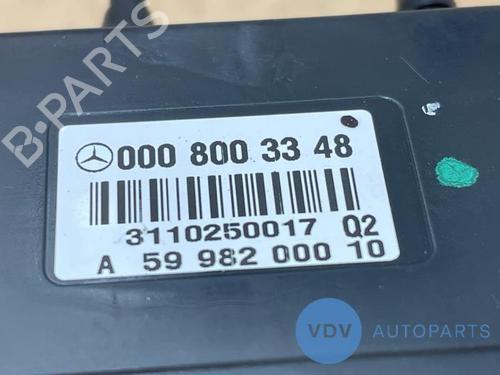 B-PARTS
000 800 33 48
3110250017 Q2
A 59 982 000 10
VDV AUTOPARTS